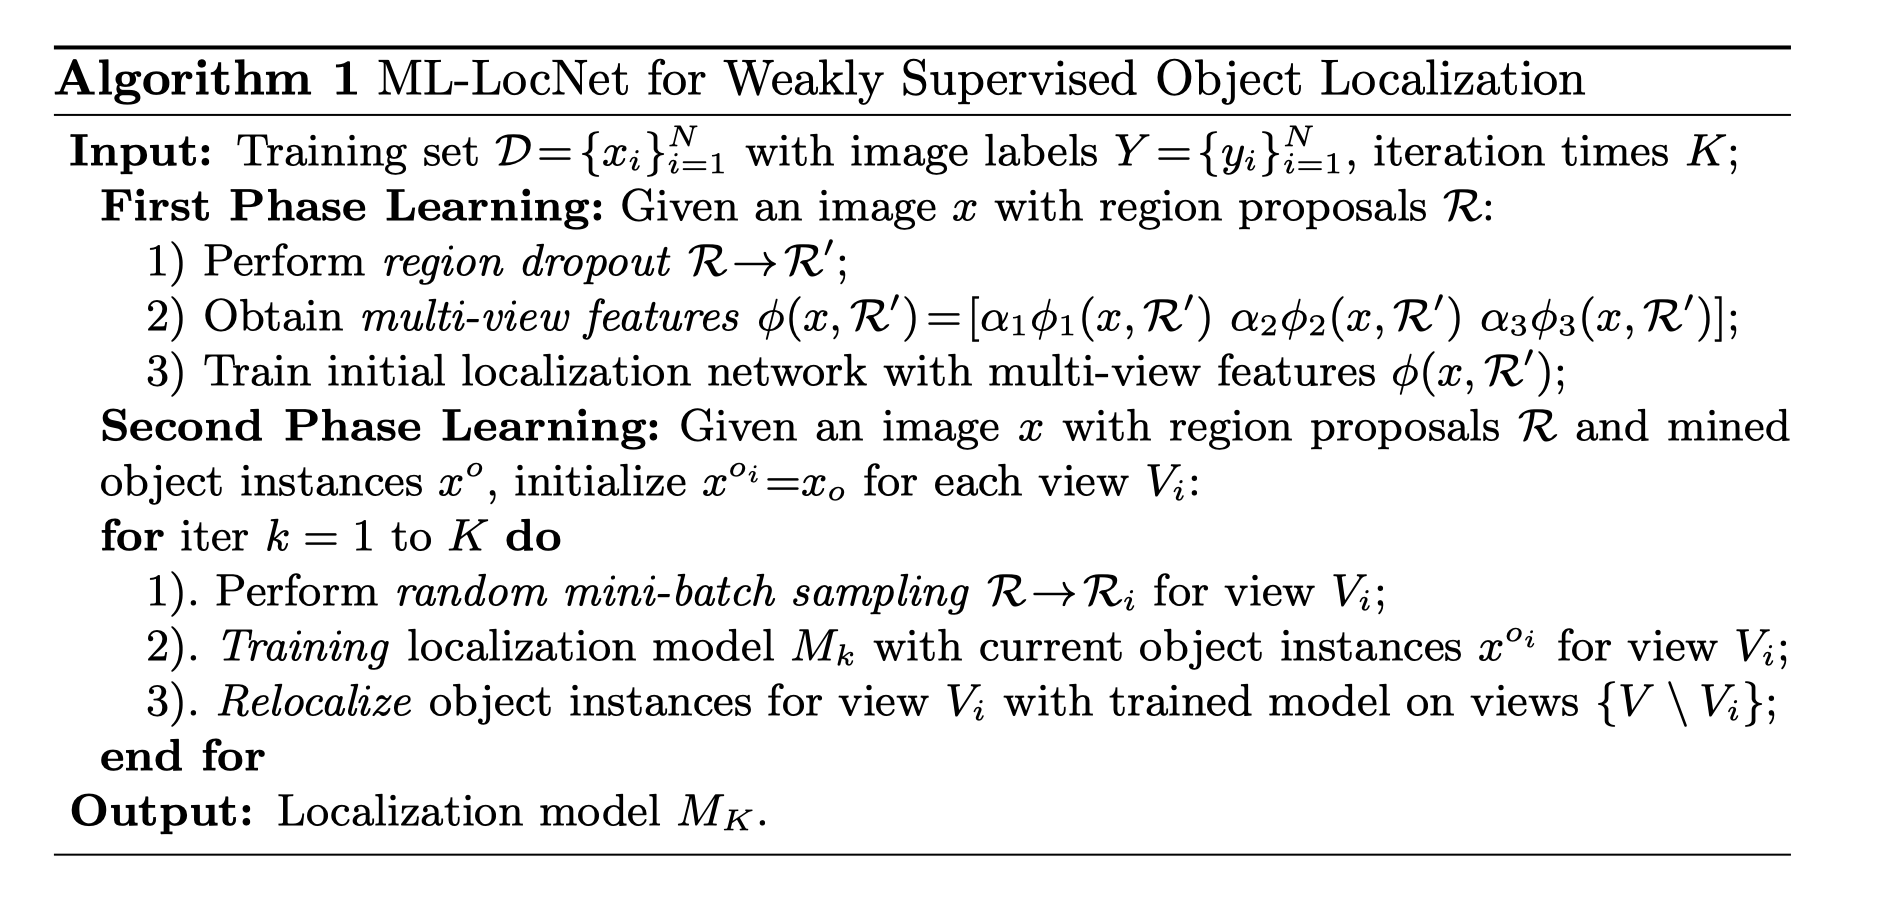 Algorithm 1 ML-LocNet for Weakly Supervised Object Localization
Input: Training set $\mathcal{D}=\{x_i\}_{i=1}^{N}$ with image labels $Y=\{y_i\}_{i=1}^{N}$, iteration times $K$;
First Phase Learning: Given an image $x$ with region proposals $\mathcal{R}$:
1) Perform region dropout $\mathcal{R}\rightarrow\mathcal{R}'$;
2) Obtain multi-view features $\phi(x,\mathcal{R}')=[\alpha_1\phi_1(x,\mathcal{R}')\ \alpha_2\phi_2(x,\mathcal{R}')\ \alpha_3\phi_3(x,\mathcal{R}')]$;
3) Train initial localization network with multi-view features $\phi(x,\mathcal{R}')$;
Second Phase Learning: Given an image $x$ with region proposals $\mathcal{R}$ and mined
object instances $x^{o}$, initialize $x^{o_i}=x_o$ for each view $V_i$:
for iter $k = 1$ to $K$ do
1). Perform random mini-batch sampling $\mathcal{R}\rightarrow\mathcal{R}_i$ for view $V_i$;
2). Training localization model $M_k$ with current object instances $x^{o_i}$ for view $V_i$;
3). Relocalize object instances for view $V_i$ with trained model on views $\{V \setminus V_i\}$;
end for
Output: Localization model $M_K$.